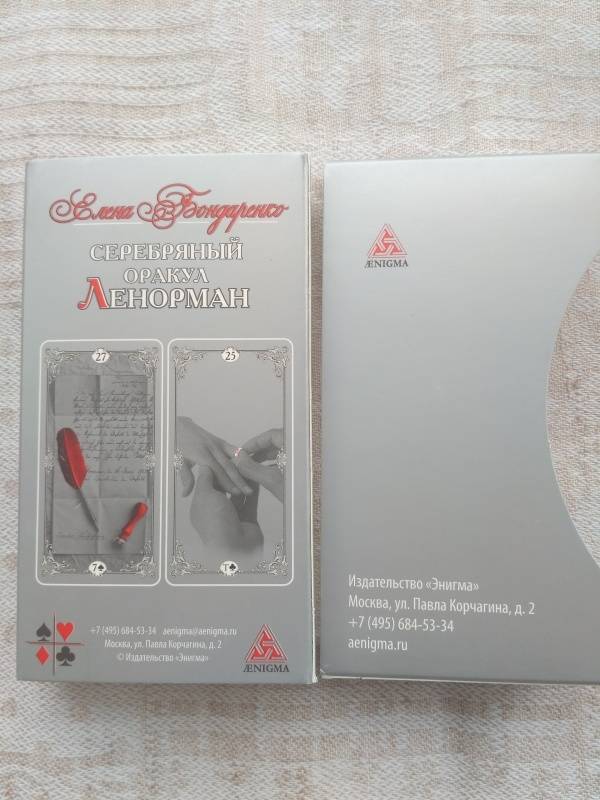 Елена Бондаренко
СЕРЕБРЯНЫЙ
ОРАКУЛ
ЛЕНОРМАН
27
25
7♠
Т♣
+7 (495) 684-53-34 aenigma@aenigma.ru
Москва, ул. Павла Корчагина, д. 2
© Издательство «Энигма»
ÆNIGMA
ÆNIGMA
Издательство «Энигма»
Москва, ул. Павла Корчагина, д. 2
+7 (495) 684-53-34
aenigma.ru